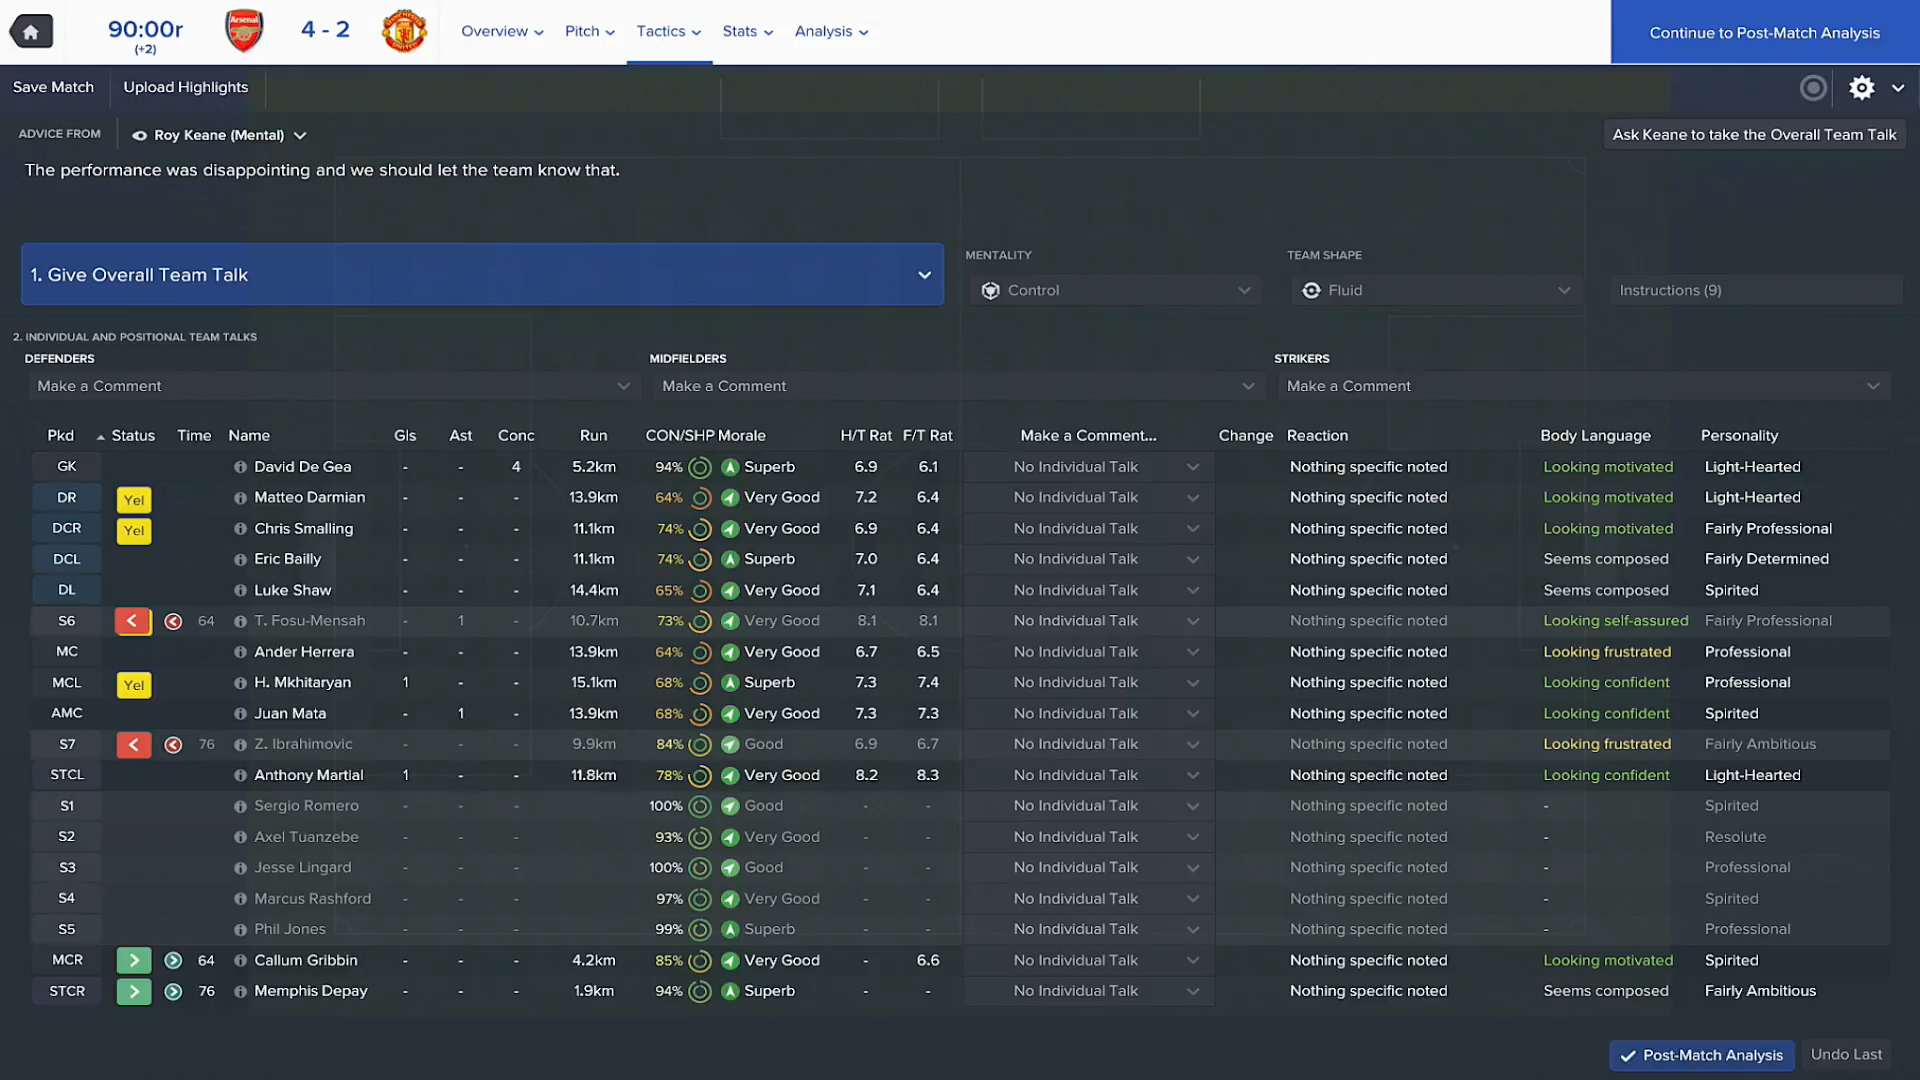 90:00r 4 - 2 Overview Pitch Tactics Stats Analysis Continue to Post-Match Analysis
(+2)
Save Match Upload Highlights
ADVICE FROM Roy Keane (Mental) Ask Keane to take the Overall Team Talk
The performance was disappointing and we should let the team know that.
MENTALITY TEAM SHAPE
1. Give Overall Team Talk Control Fluid Instructions (9)
2. INDIVIDUAL AND POSITIONAL TEAM TALKS
DEFENDERS MIDFIELDERS STRIKERS
Make a Comment Make a Comment Make a Comment
Pkd Status Time Name Gls Ast Conc Run CON/SHP Morale H/T Rat F/T Rat Make a Comment... Change Reaction Body Language Personality
GK David De Gea - - 4 5.2km 94% Superb 6.9 6.1 No Individual Talk Nothing specific noted Looking motivated Light-Hearted
DR Yel Matteo Darmian - - - 13.9km 64% Very Good 7.2 6.4 No Individual Talk Nothing specific noted Looking motivated Light-Hearted
DCR Yel Chris Smalling - - - 11.1km 74% Very Good 6.9 6.4 No Individual Talk Nothing specific noted Looking motivated Fairly Professional
DCL Eric Bailly - - - 11.1km 74% Superb 7.0 6.4 No Individual Talk Nothing specific noted Seems composed Fairly Determined
DL Luke Shaw - - - 14.4km 65% Very Good 7.1 6.4 No Individual Talk Nothing specific noted Seems composed Spirited
S6 64 T. Fosu-Mensah - 1 - 10.7km 73% Very Good 8.1 8.1 No Individual Talk Nothing specific noted Looking self-assured Fairly Professional
MC Ander Herrera - - - 13.9km 64% Very Good 6.7 6.5 No Individual Talk Nothing specific noted Looking frustrated Professional
MCL Yel H. Mkhitaryan 1 - - 15.1km 68% Superb 7.3 7.4 No Individual Talk Nothing specific noted Looking confident Professional
AMC Juan Mata - 1 - 13.9km 68% Very Good 7.3 7.3 No Individual Talk Nothing specific noted Looking confident Spirited
S7 76 Z. Ibrahimovic - - - 9.9km 84% Good 6.9 6.7 No Individual Talk Nothing specific noted Looking frustrated Fairly Ambitious
STCL Anthony Martial 1 - - 11.8km 78% Very Good 8.2 8.3 No Individual Talk Nothing specific noted Looking confident Light-Hearted
S1 Sergio Romero - - - 100% Good - - No Individual Talk Nothing specific noted - Spirited
S2 Axel Tuanzebe - - - 93% Very Good - - No Individual Talk Nothing specific noted - Resolute
S3 Jesse Lingard - - - 100% Good - - No Individual Talk Nothing specific noted - Professional
S4 Marcus Rashford - - - 97% Very Good - - No Individual Talk Nothing specific noted - Spirited
S5 Phil Jones - - - 99% Superb - - No Individual Talk Nothing specific noted - Professional
MCR 64 Callum Gribbin - - - 4.2km 85% Very Good - 6.6 No Individual Talk Nothing specific noted Looking motivated Spirited
STCR 76 Memphis Depay - - - 1.9km 94% Superb - - No Individual Talk Nothing specific noted Seems composed Fairly Ambitious
Post-Match Analysis Undo Last